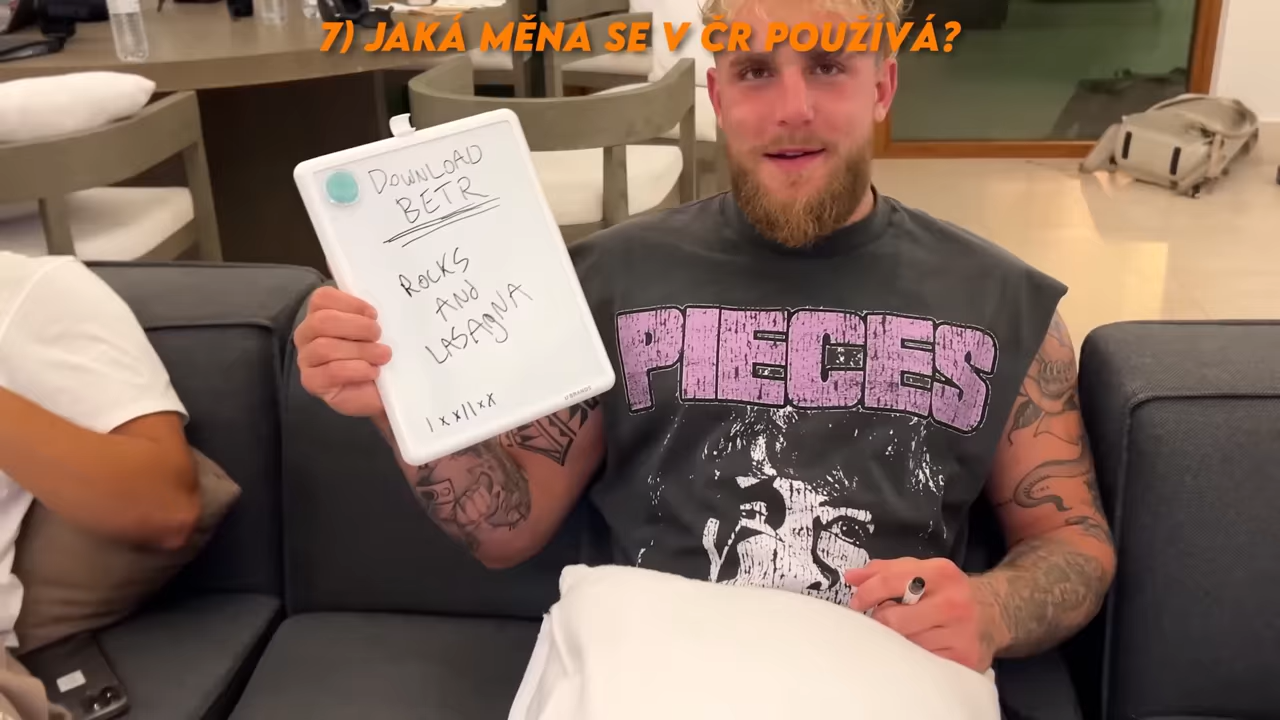 7) JAKÁ MĚNA SE V ČR POUŽÍVÁ?
DOWNLOAD
BETR
ROCKS
AND
LASAgNA
1xx11xx
PIECES